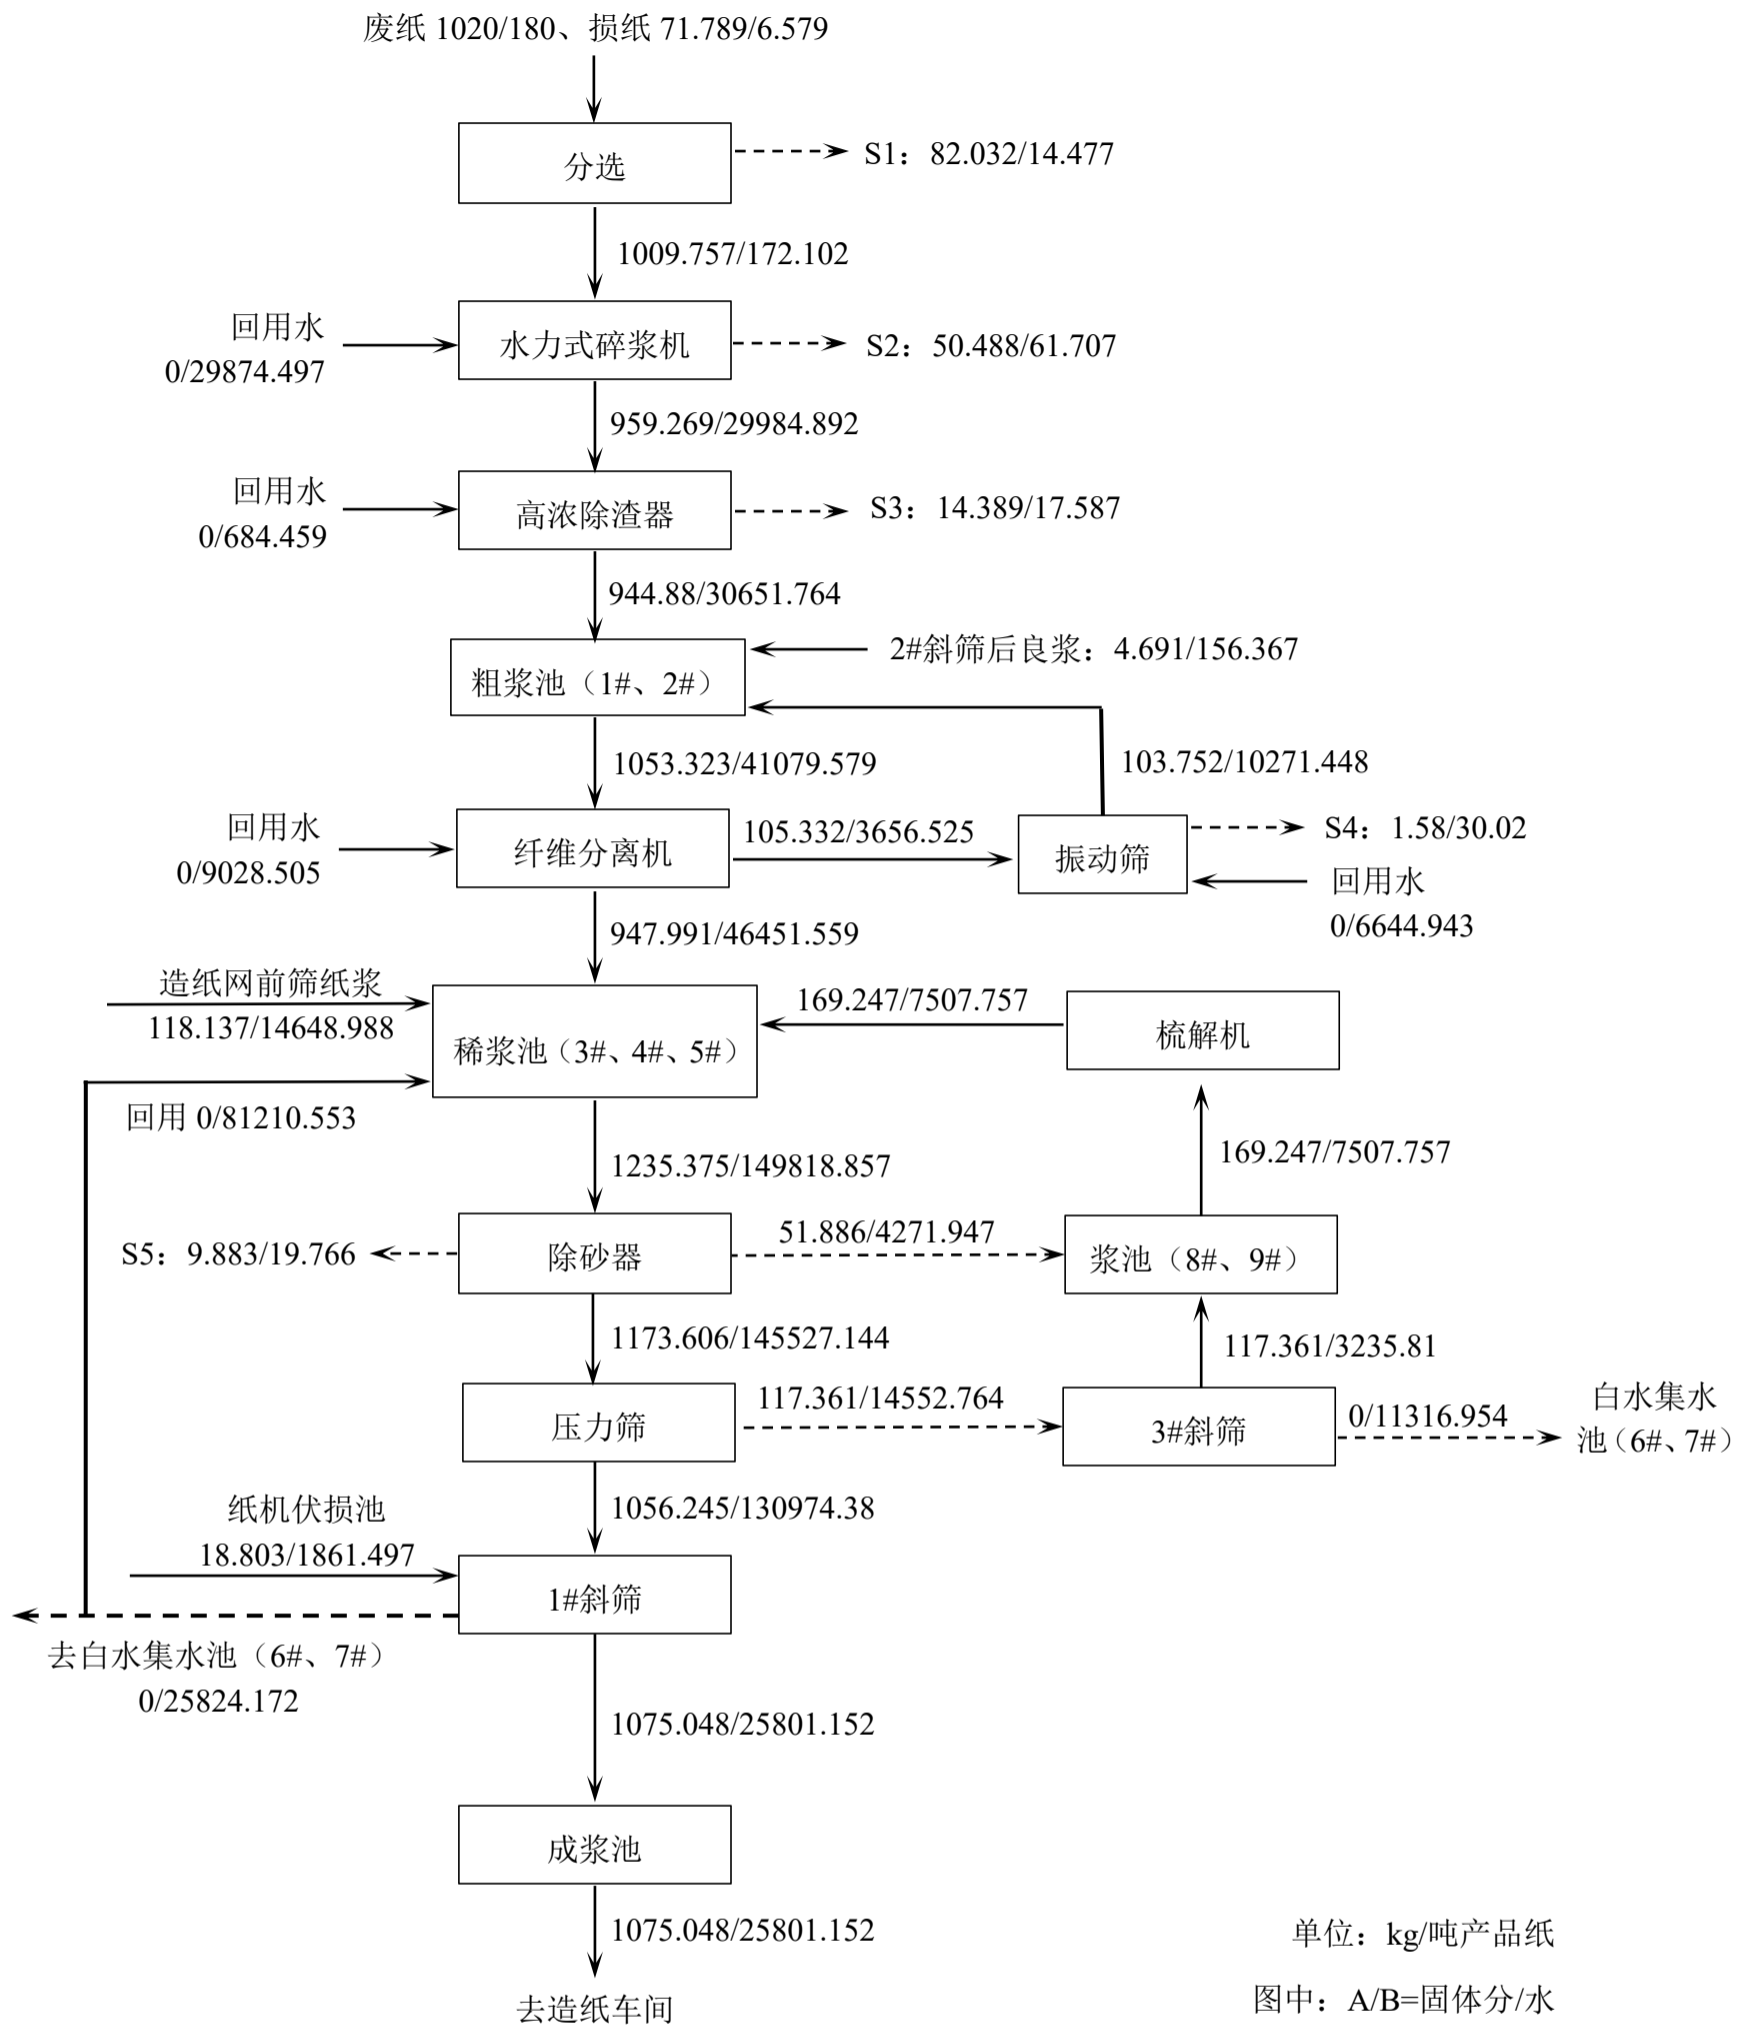 废纸 1020/180、损纸 71.789/6.579
分选
S1：82.032/14.477
1009.757/172.102
回用水
0/29874.497
水力式碎浆机
S2：50.488/61.707
959.269/29984.892
回用水
0/684.459
高浓除渣器
S3：14.389/17.587
944.88/30651.764
2#斜筛后良浆：4.691/156.367
粗浆池（1#、2#）
1053.323/41079.579
103.752/10271.448
回用水
0/9028.505
纤维分离机
105.332/3656.525
振动筛
S4：1.58/30.02
回用水
0/6644.943
947.991/46451.559
造纸网前筛纸浆
118.137/14648.988
稀浆池（3#、4#、5#）
169.247/7507.757
梳解机
回用 0/81210.553
1235.375/149818.857
169.247/7507.757
S5：9.883/19.766
除砂器
51.886/4271.947
浆池（8#、9#）
1173.606/145527.144
117.361/3235.81
压力筛
117.361/14552.764
3#斜筛
0/11316.954
白水集水
池（6#、7#）
1056.245/130974.38
纸机伏损池
18.803/1861.497
1#斜筛
去白水集水池（6#、7#）
0/25824.172
1075.048/25801.152
成浆池
1075.048/25801.152
去造纸车间
单位：kg/吨产品纸
图中：A/B=固体分/水